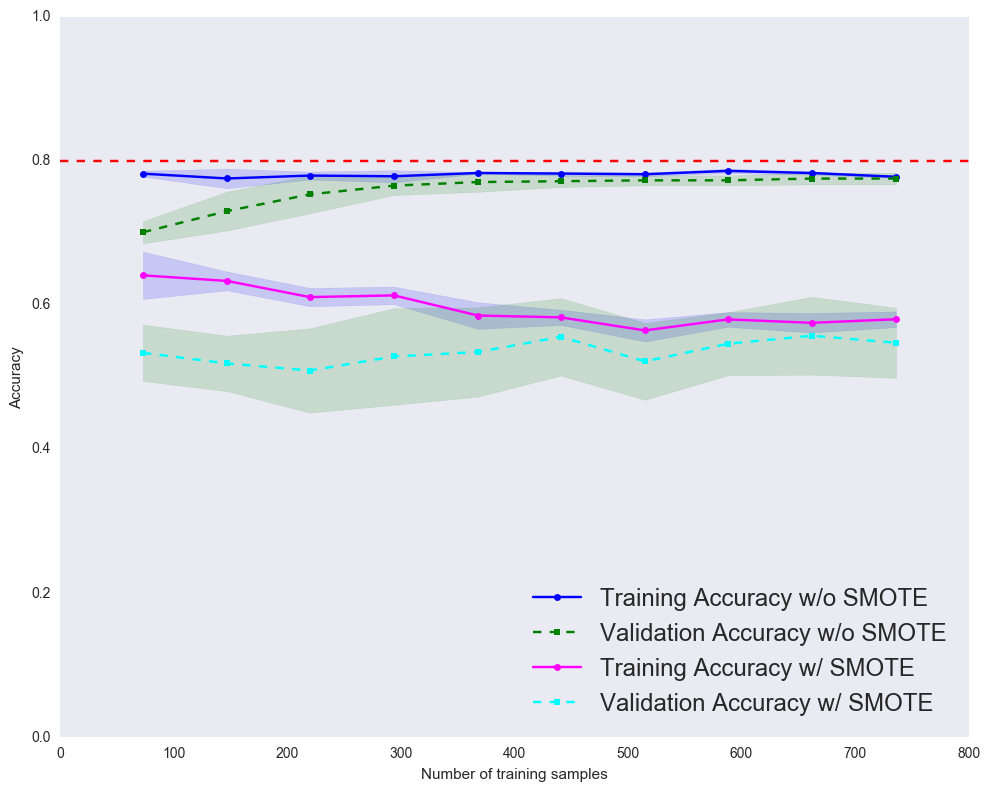 1.0
0.8
0.6
0.4
0.2
0.0
Accuracy
Training Accuracy w/o SMOTE
Validation Accuracy w/o SMOTE
Training Accuracy w/ SMOTE
Validation Accuracy w/ SMOTE
0 100 200 300 400 500 600 700 800
Number of training samples